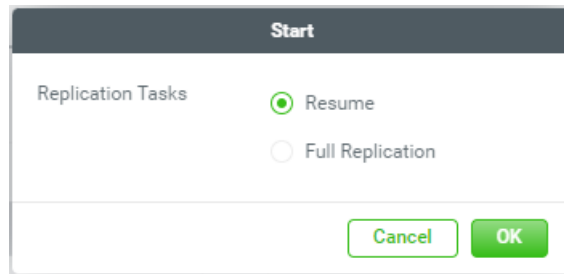 Start
Replication Tasks
Resume
Full Replication
Cancel
OK